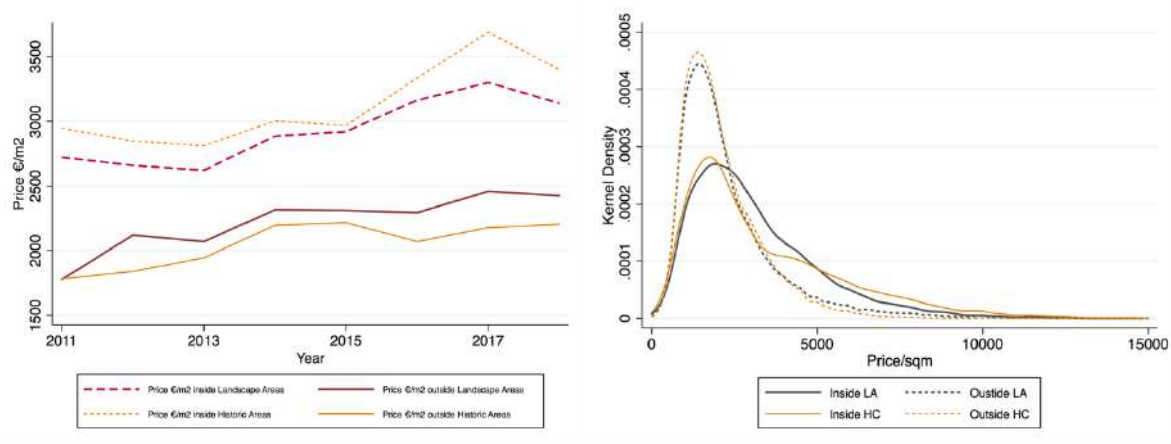 Price €/m2
3500
3000
2500
2000
1500
2011
2013
2015
2017
Year
Price €/m2 inside Landscape Areas
Price €/m2 outside Landscape Areas
Price €/m2 inside Historic Areas
Price €/m2 outside Historic Areas
Kernel Density
.0005
.0004
.0003
.0002
.0001
0
0
5000
10000
15000
Price/sqm
Inside LA
Oustide LA
Inside HC
Outside HC